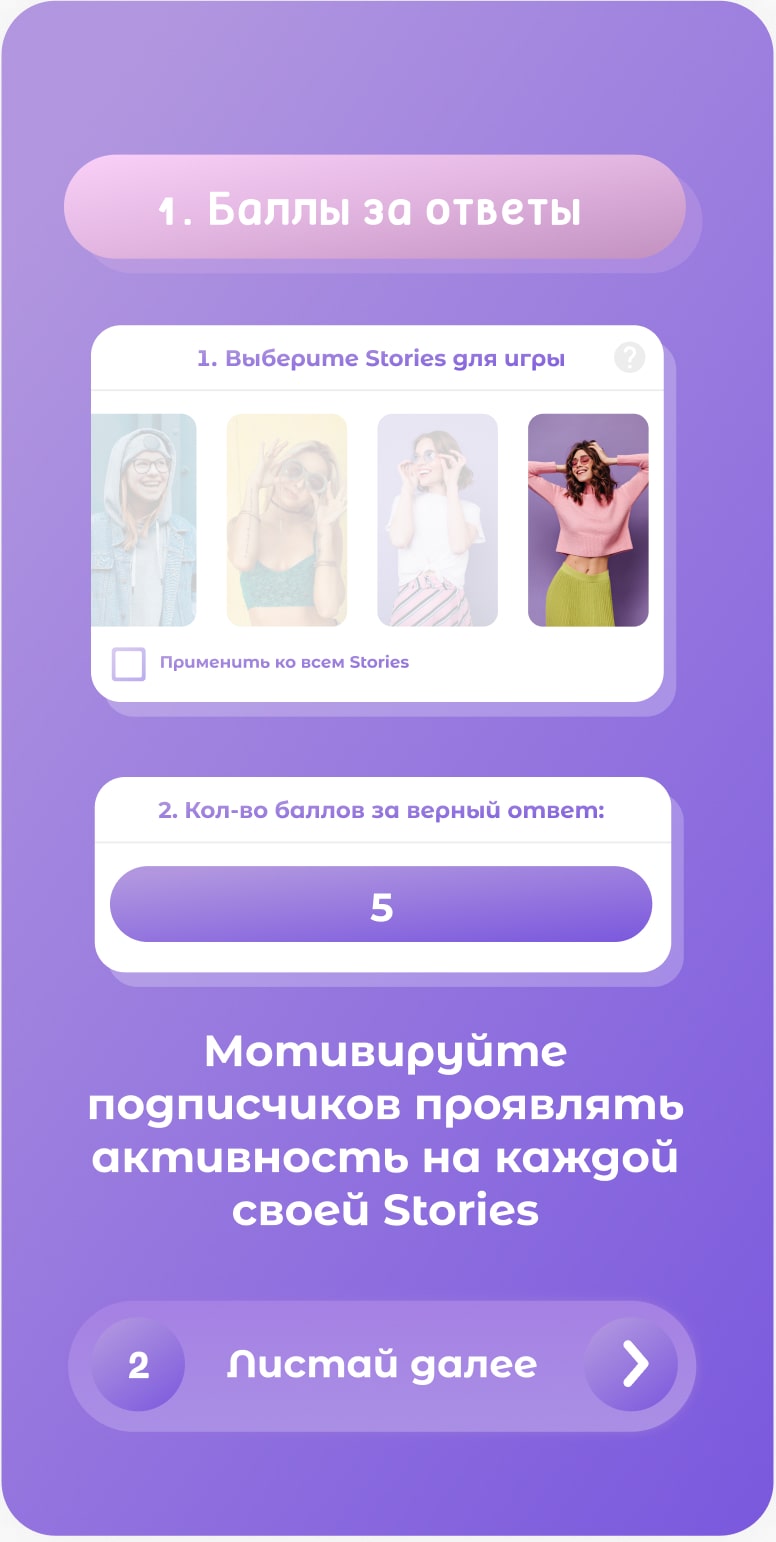 1. Баллы за ответы
1. Выберите Stories для игры
?
Применить ко всем Stories
2. Кол-во баллов за верный ответ:
5
Мотивируйте
подписчиков проявлять
активность на каждой
своей Stories
2 Листай далее